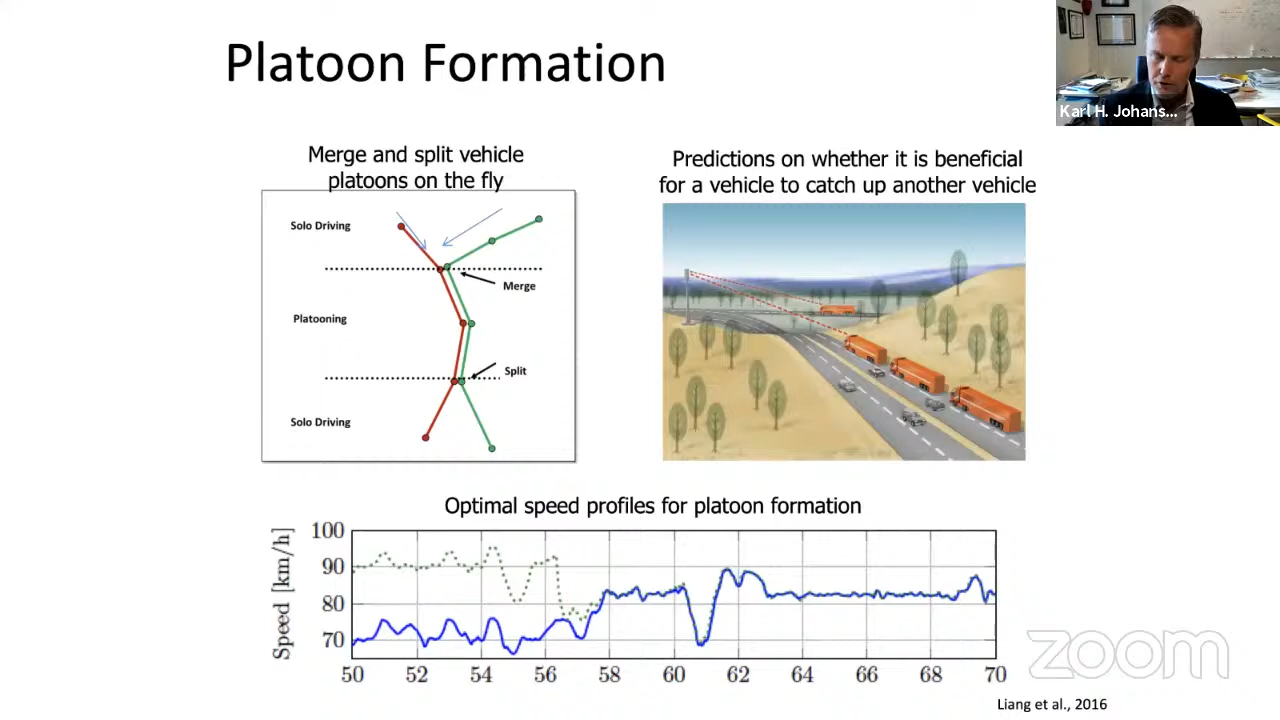 Platoon Formation
Karl H. Johans...
Merge and split vehicle
platoons on the fly
Solo Driving
Merge
Platooning
Split
Solo Driving
Predictions on whether it is beneficial
for a vehicle to catch up another vehicle
Optimal speed profiles for platoon formation
Speed [km/h]
100
90
80
70
50
52
54
56
58
60
62
64
66
68
70
zoom
Liang et al., 2016